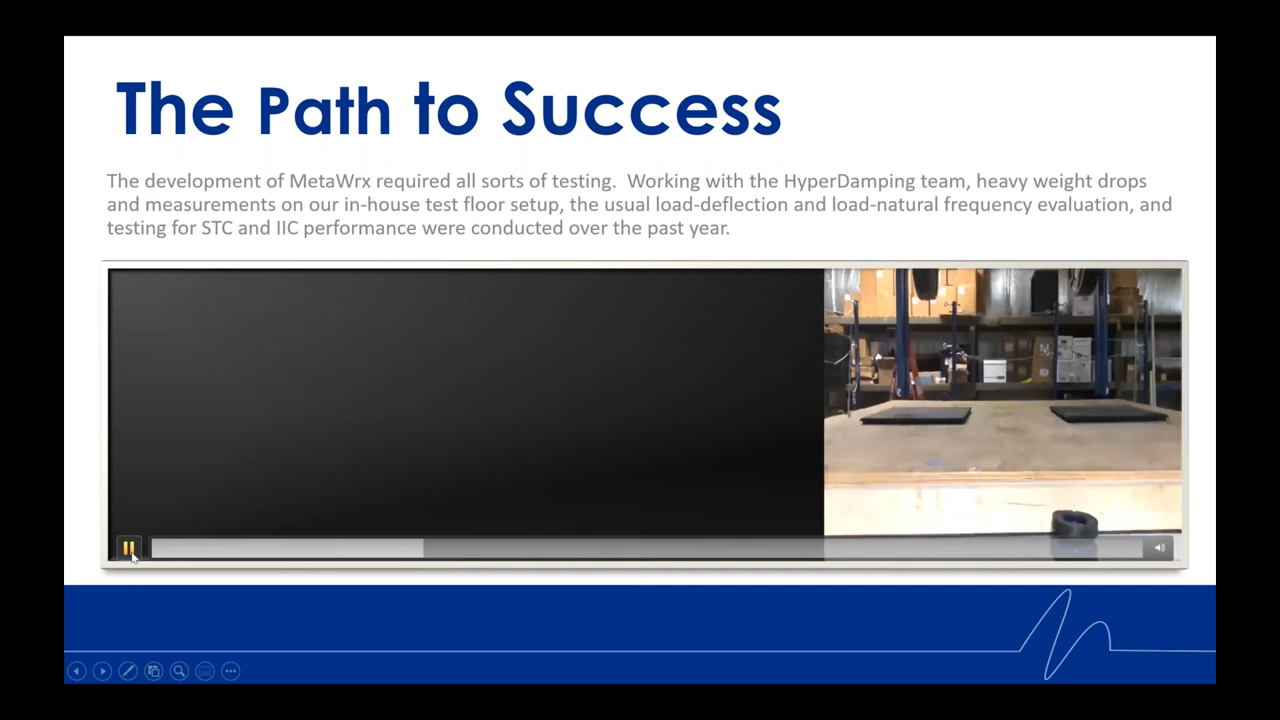 The Path to Success
The development of MetaWrx required all sorts of testing.  Working with the HyperDamping team, heavy weight drops
and measurements on our in-house test floor setup, the usual load-deflection and load-natural frequency evaluation, and
testing for STC and IIC performance were conducted over the past year.